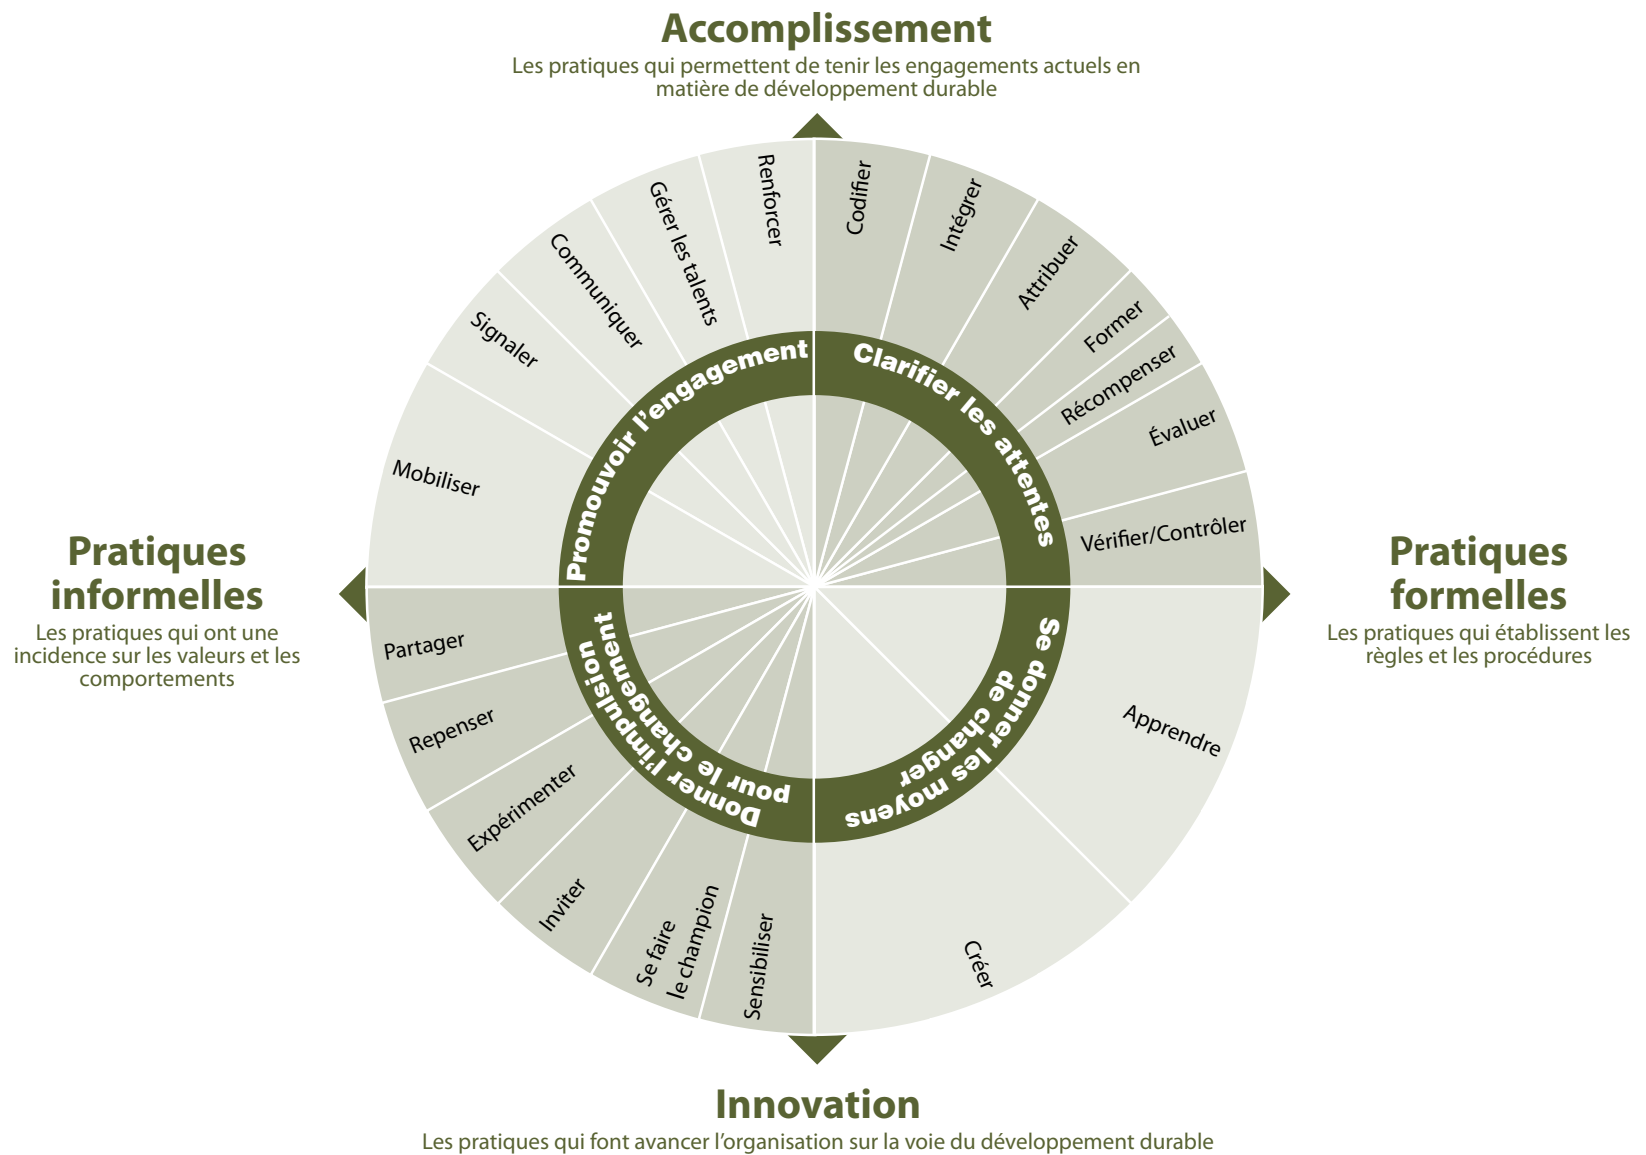 Accomplissement
Les pratiques qui permettent de tenir les engagements actuels en
matière de développement durable
Renforcer
Gérer les talents
Communiquer
Signaler
Mobiliser
Promouvoir l'engagement
Codifier
Intégrer
Attribuer
Former
Récompenser
Évaluer
Vérifier/Contrôler
Clarifier les attentes
Pratiques
informelles
Les pratiques qui ont une
incidence sur les valeurs et les
comportements
Pratiques
formelles
Les pratiques qui établissent les
règles et les procédures
Partager
Repenser
Expérimenter
Inviter
Se faire
le champion
Sensibiliser
Donner l'impulsion
pour le changement
Se donner les moyens
de changer
Apprendre
Créer
Innovation
Les pratiques qui font avancer l'organisation sur la voie du développement durable